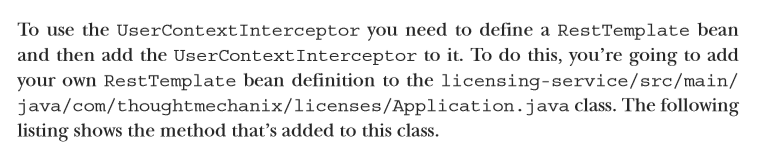 To use the UserContextInterceptor you need to define a RestTemplate bean
and then add the UserContextInterceptor to it. To do this, you’re going to add
your own RestTemplate bean definition to the licensing-service/src/main/
java/com/thoughtmechanix/licenses/Application.java class. The following
listing shows the method that’s added to this class.